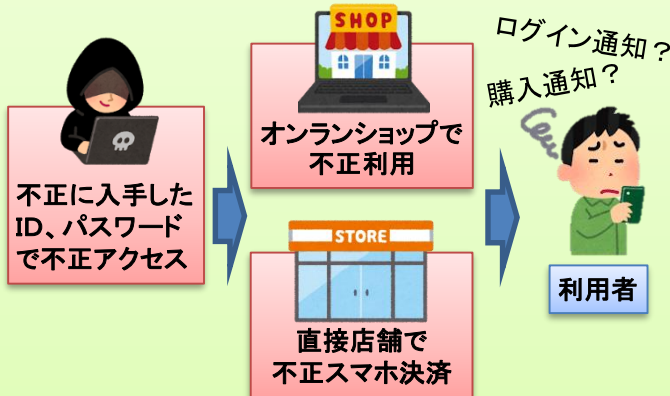 不正に入手した
ID、パスワード
で不正アクセス
SHOP
オンランショップで
不正利用
STORE
直接店舗で
不正スマホ決済
ログイン通知？
購入通知？
利用者